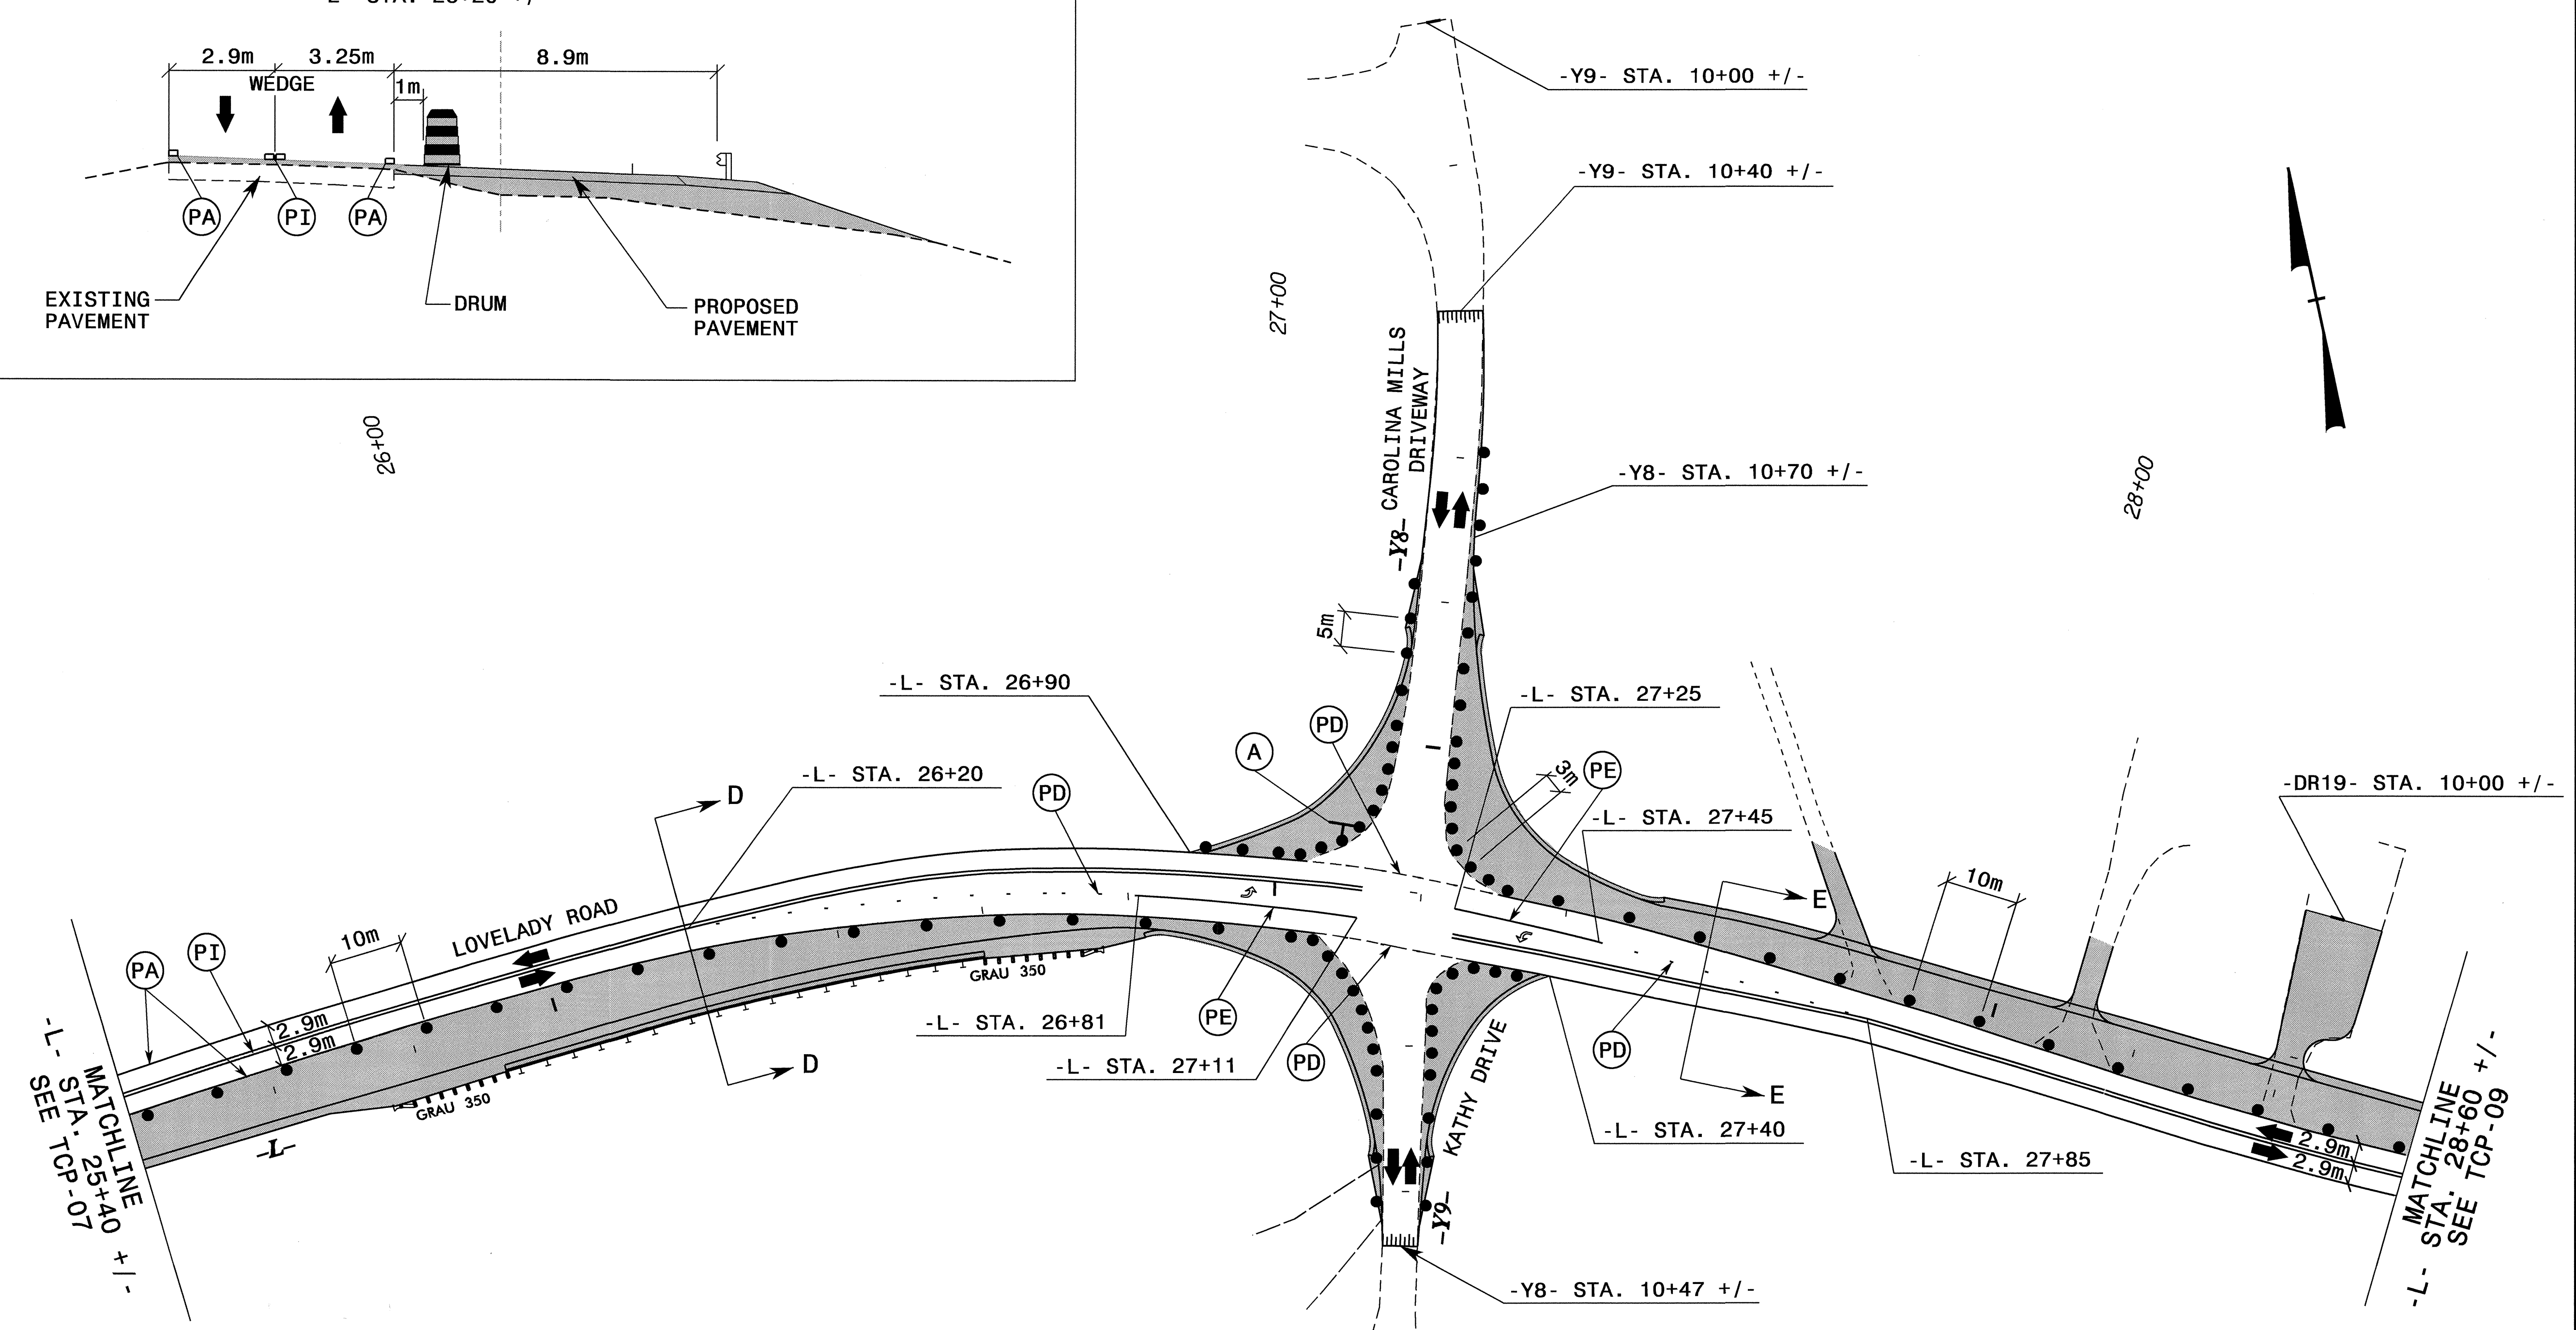 2.9m
3.25m
8.9m
WEDGE
1m
PA
PI
PA
EXISTING
PAVEMENT
DRUM
PROPOSED
PAVEMENT
-Y9- STA. 10+00 +/-
-Y9- STA. 10+40 +/-
27+00
-Y8- CAROLINA MILLS
DRIVEWAY
26+00
-Y8- STA. 10+70 +/-
28+00
5m
-L- STA. 26+90
-L- STA. 27+25
PD
A
3m
PE
-L- STA. 26+20
PD
-DR19- STA. 10+00 +/-
D
-L- STA. 27+45
10m
E
LOVELADY ROAD
10m
PI
PA
GRAU 350
2.9m
2.9m
PE
-L- STA. 26+81
-L- STA. 27+11
PD
PD
D
E
KATHY DRIVE
GRAU 350
-L-
-L- STA. 27+40
-L- STA. 27+85
2.9m
2.9m
MATCHLINE
-L- STA. 25+40 +/-
SEE TCP-07
MATCHLINE
-L- STA. 28+60 +/-
SEE TCP-09
-Y9-
-Y8- STA. 10+47 +/-